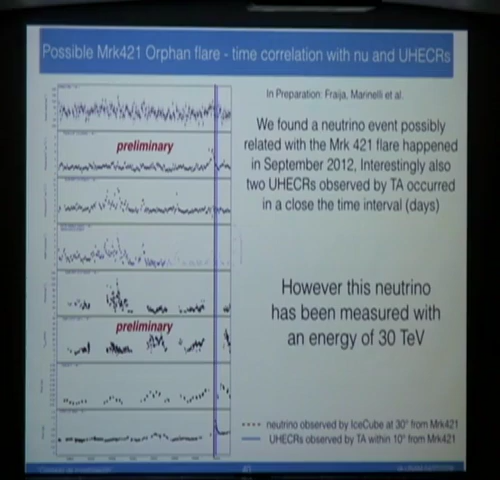 Possible Mrk421 Orphan flare - time correlation with nu and UHECRs
In Preparation: Fraija, Marinelli et al.
We found a neutrino event possibly
related with the Mrk 421 flare happened
in September 2012, Interestingly also
two UHECRs observed by TA occurred
in a close the time interval (days)
preliminary
However this neutrino
has been measured with
an energy of 30 TeV
preliminary
neutrino observed by IceCube at 30° from Mrk421
UHECRs observed by TA within 10° from Mrk421
40